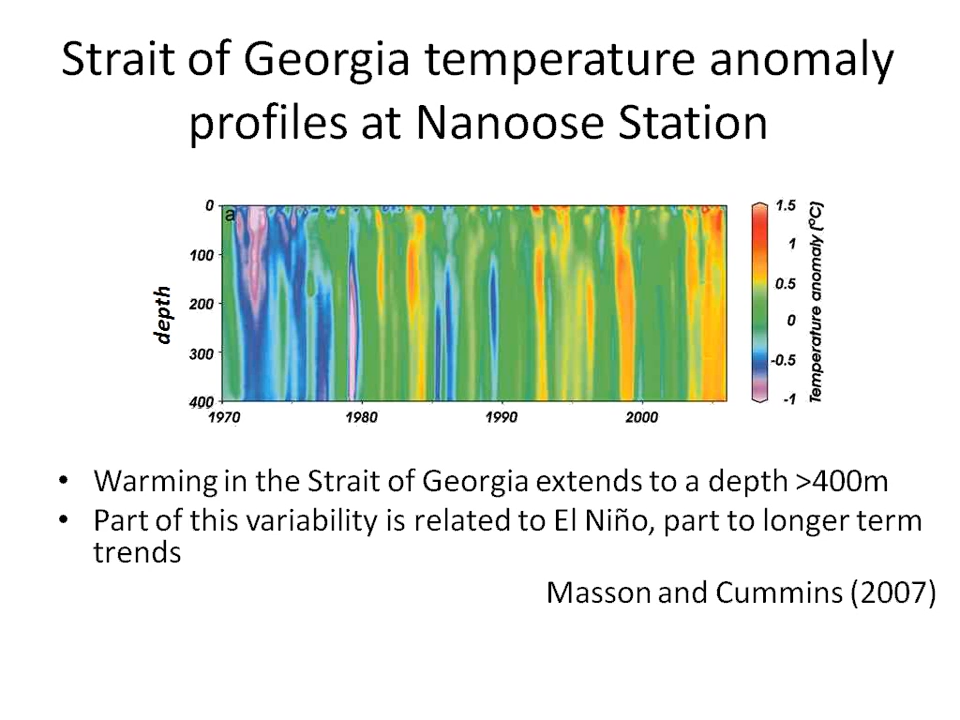 Strait of Georgia temperature anomaly
profiles at Nanoose Station
a
0
100
200
300
400
depth
1970
1980
1990
2000
1.5
1
0.5
0
-0.5
-1
Temperature anomaly (°C)
• Warming in the Strait of Georgia extends to a depth >400m
• Part of this variability is related to El Niño, part to longer term
trends
Masson and Cummins (2007)